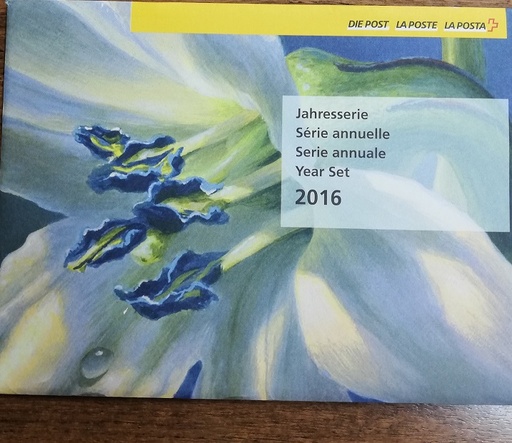 DIE POST LA POSTE LA POSTA
Jahresserie
Série annuelle
Serie annuale
Year Set
2016